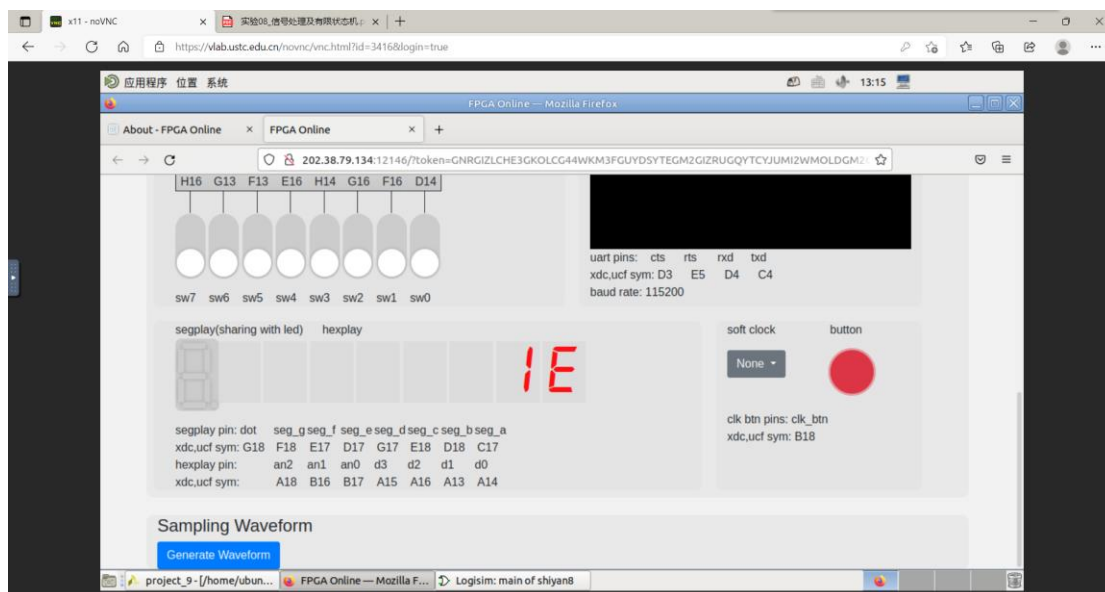 x11 - noVNC
实验08_信号处理及有限状态机.p
https://vlab.ustc.edu.cn/novnc/vnc.html?id=3416&login=true
应用程序 位置 系统
13:15
FPGA Online — Mozilla Firefox
About - FPGA Online
FPGA Online
H16 G13 F13 E16 H14 G16 F16 D14
sw7 sw6 sw5 sw4 sw3 sw2 sw1 sw0
uart pins: cts rts rxd txd
xdc,ucf sym: D3 E5 D4 C4
baud rate: 115200
segplay(sharing with led) hexplay
1E
segplay pin: dot seg_g seg_f seg_e seg_d seg_c seg_b seg_a
xdc,ucf sym: G18 F18 E17 D17 G17 E18 D18 C17
hexplay pin: an2 an1 an0 d3 d2 d1 d0
xdc,ucf sym: A18 B16 B17 A15 A16 A13 A14
soft clock button
None
clk btn pins: clk_btn
xdc,ucf sym: B18
Sampling Waveform
Generate Waveform
project_9 - [/home/ubun...
FPGA Online — Mozilla F...
Logisim: main of shiyan8